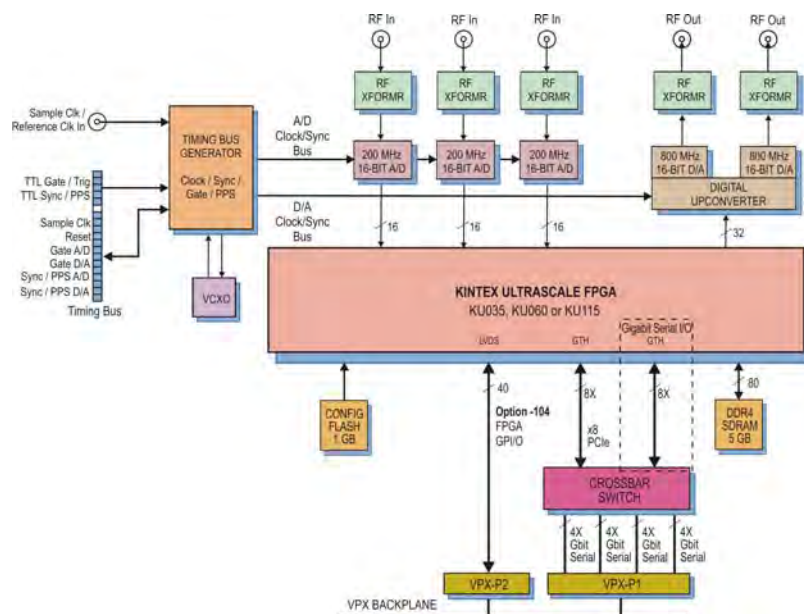 RF In
RF In
RF In
RF Out
RF Out
RF
XFORMR
RF
XFORMR
RF
XFORMR
RF
XFORMR
RF
XFORMR
Sample Clk /
Reference Clk In
TIMING BUS
GENERATOR
Clock / Sync /
Gate / PPS
A/D
Clock/Sync
Bus
200 MHz
16-BIT A/D
200 MHz
16-BIT A/D
200 MHz
16-BIT A/D
800 MHz
16-BIT D/A
800 MHz
16-BIT D/A
DIGITAL
UPCONVERTER
TTL Gate / Trig
TTL Sync / PPS
Sample Clk
Reset
Gate A/D
Gate D/A
Sync / PPS A/D
Sync / PPS D/A
Timing Bus
D/A
Clock/Sync
Bus
16
16
16
32
VCXO
KINTEX ULTRASCALE FPGA
KU035, KU060 or KU115
LVDS
GTH
Gigabit Serial I/O
GTH
CONFIG
FLASH
1 GB
40
Option -104
FPGA
GPI/O
8X
x8
PCIe
8X
80
DDR4
SDRAM
5 GB
CROSSBAR
SWITCH
4X
Gbit
Serial
4X
Gbit
Serial
4X
Gbit
Serial
4X
Gbit
Serial
VPX-P2
VPX-P1
VPX BACKPLANE